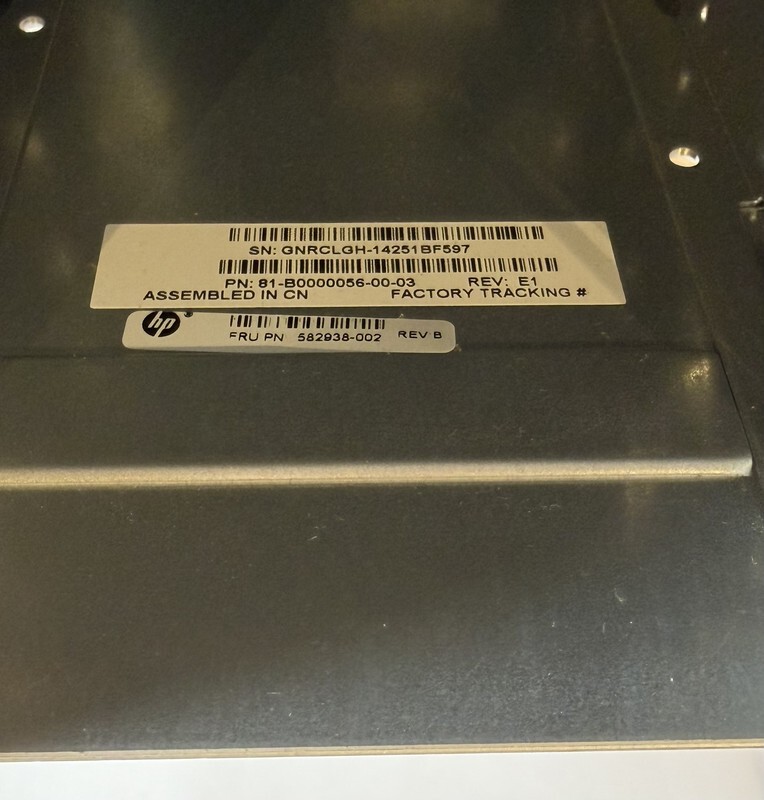 SN: GNRCLGH-14251BF597
PN: 81-B0000056-00-03 REV: E1
ASSEMBLED IN CN FACTORY TRACKING #
hp
FRU PN 582938-002 REV B